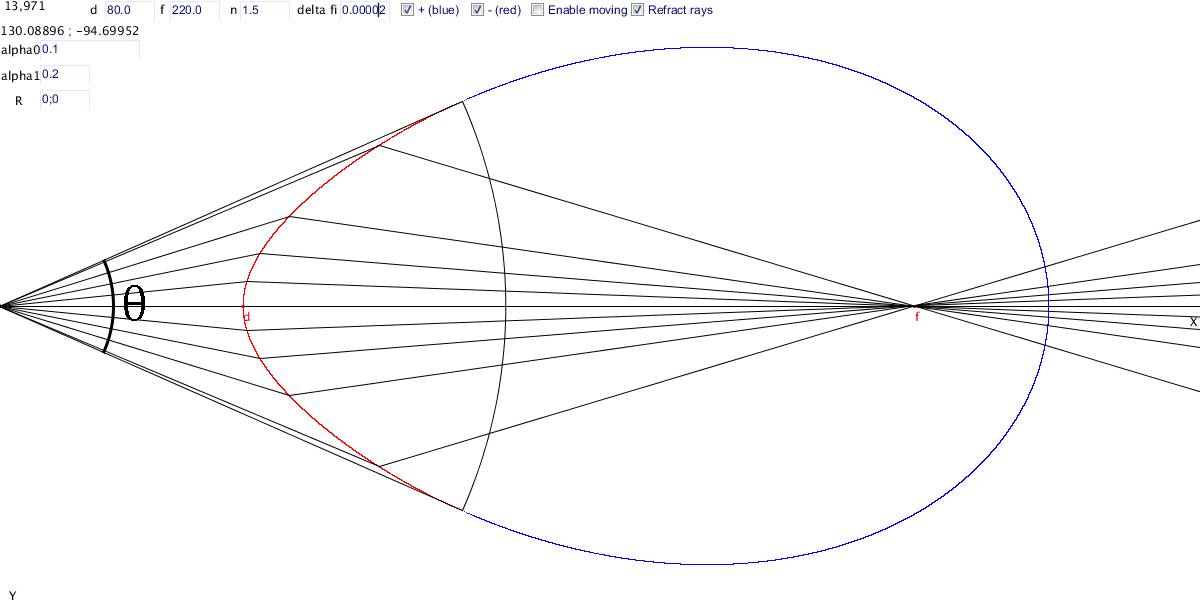 13,971 d 80.0 f 220.0 n 1.5 delta fi 0.00002 + (blue) - (red) Enable moving Refract rays
130.08896 ; −94.69952
alpha0 0.1
alpha1 0.2
R 0;0
θ
d f X
Y